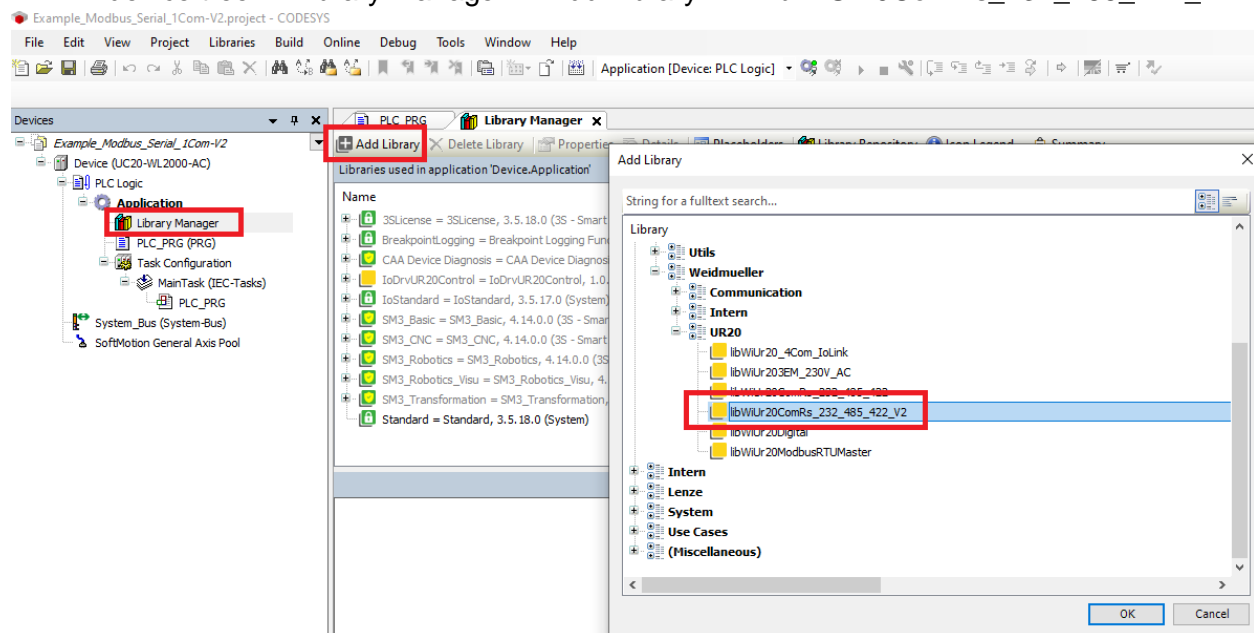 Example_Modbus_Serial_1Com-V2.project - CODESYS
File Edit View Project Libraries Build Online Debug Tools Window Help
Application [Device: PLC Logic]
Devices
Example_Modbus_Serial_1Com-V2
Device (UC20-WL2000-AC)
PLC Logic
Application
Library Manager
PLC_PRG (PRG)
Task Configuration
MainTask (IEC-Tasks)
PLC_PRG
System_Bus (System-Bus)
SoftMotion General Axis Pool
PLC_PRG Library Manager
Add Library Delete Library Properties Details Placeholders Library Repository Icon Legend Summary
Libraries used in application 'Device.Application'
Name
3SLicense = 3SLicense, 3.5.18.0 (3S - Smart
BreakpointLogging = Breakpoint Logging Fun
CAA Device Diagnosis = CAA Device Diagnos
IoDrvUR20Control = IoDrvUR20Control, 1.0.
IoStandard = IoStandard, 3.5.17.0 (System)
SM3_Basic = SM3_Basic, 4.14.0.0 (3S - Smar
SM3_CNC = SM3_CNC, 4.14.0.0 (3S - Smart
SM3_Robotics = SM3_Robotics, 4.14.0.0 (3S
SM3_Robotics_Visu = SM3_Robotics_Visu, 4.
SM3_Transformation = SM3_Transformation,
Standard = Standard, 3.5.18.0 (System)
Add Library
String for a fulltext search...
Library
Utils
Weidmueller
Communication
Intern
UR20
libWiUr20_4Com_IoLink
libWiUr203EM_230V_AC
libWiUr20ComRs_232_485_422
libWiUr20ComRs_232_485_422_V2
libWiUr20Digital
libWiUr20ModbusRTUMaster
Intern
Lenze
System
Use Cases
(Miscellaneous)
OK Cancel